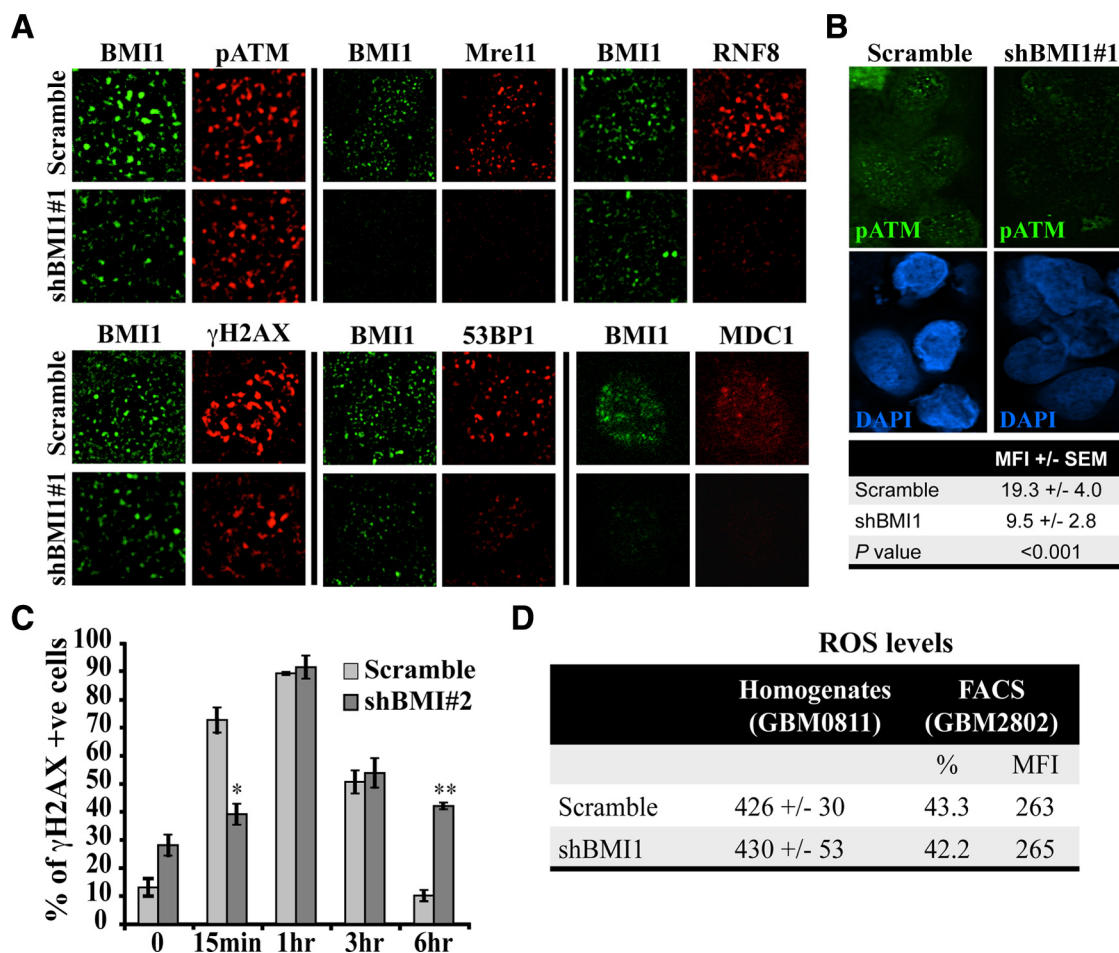 A
BMI1 pATM BMI1 Mre11 BMI1 RNF8
Scramble
shBMI1#1
BMI1 γH2AX BMI1 53BP1 BMI1 MDC1
Scramble
shBMI1#1
B
Scramble shBMI1#1
pATM pATM
DAPI DAPI
MFI +/- SEM
Scramble 19.3 +/- 4.0
shBMI1 9.5 +/- 2.8
P value <0.001
C
% of γH2AX +ve cells
100
90
80
70
60
50
40
30
20
10
0
Scramble
shBMI#2
* **
0 15min 1hr 3hr 6hr
D
ROS levels
Homogenates FACS
(GBM0811) (GBM2802)
% MFI
Scramble 426 +/- 30 43.3 263
shBMI1 430 +/- 53 42.2 265